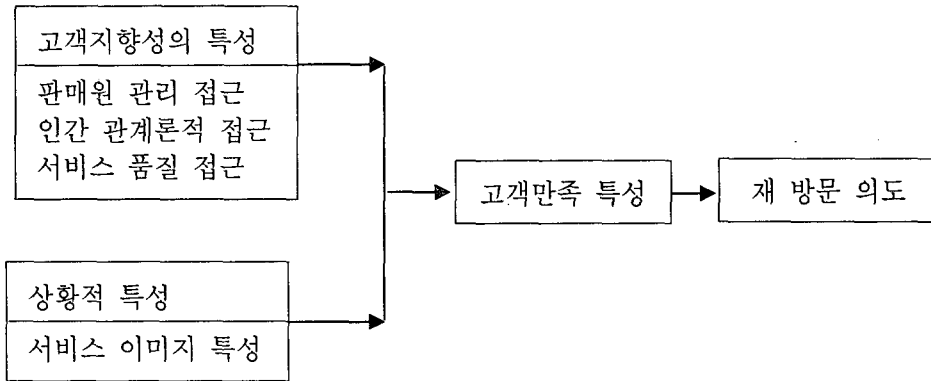 고객지향성의 특성
판매원 관리 접근
인간 관계론적 접근
서비스 품질 접근
고객만족 특성
재 방문 의도
상황적 특성
서비스 이미지 특성